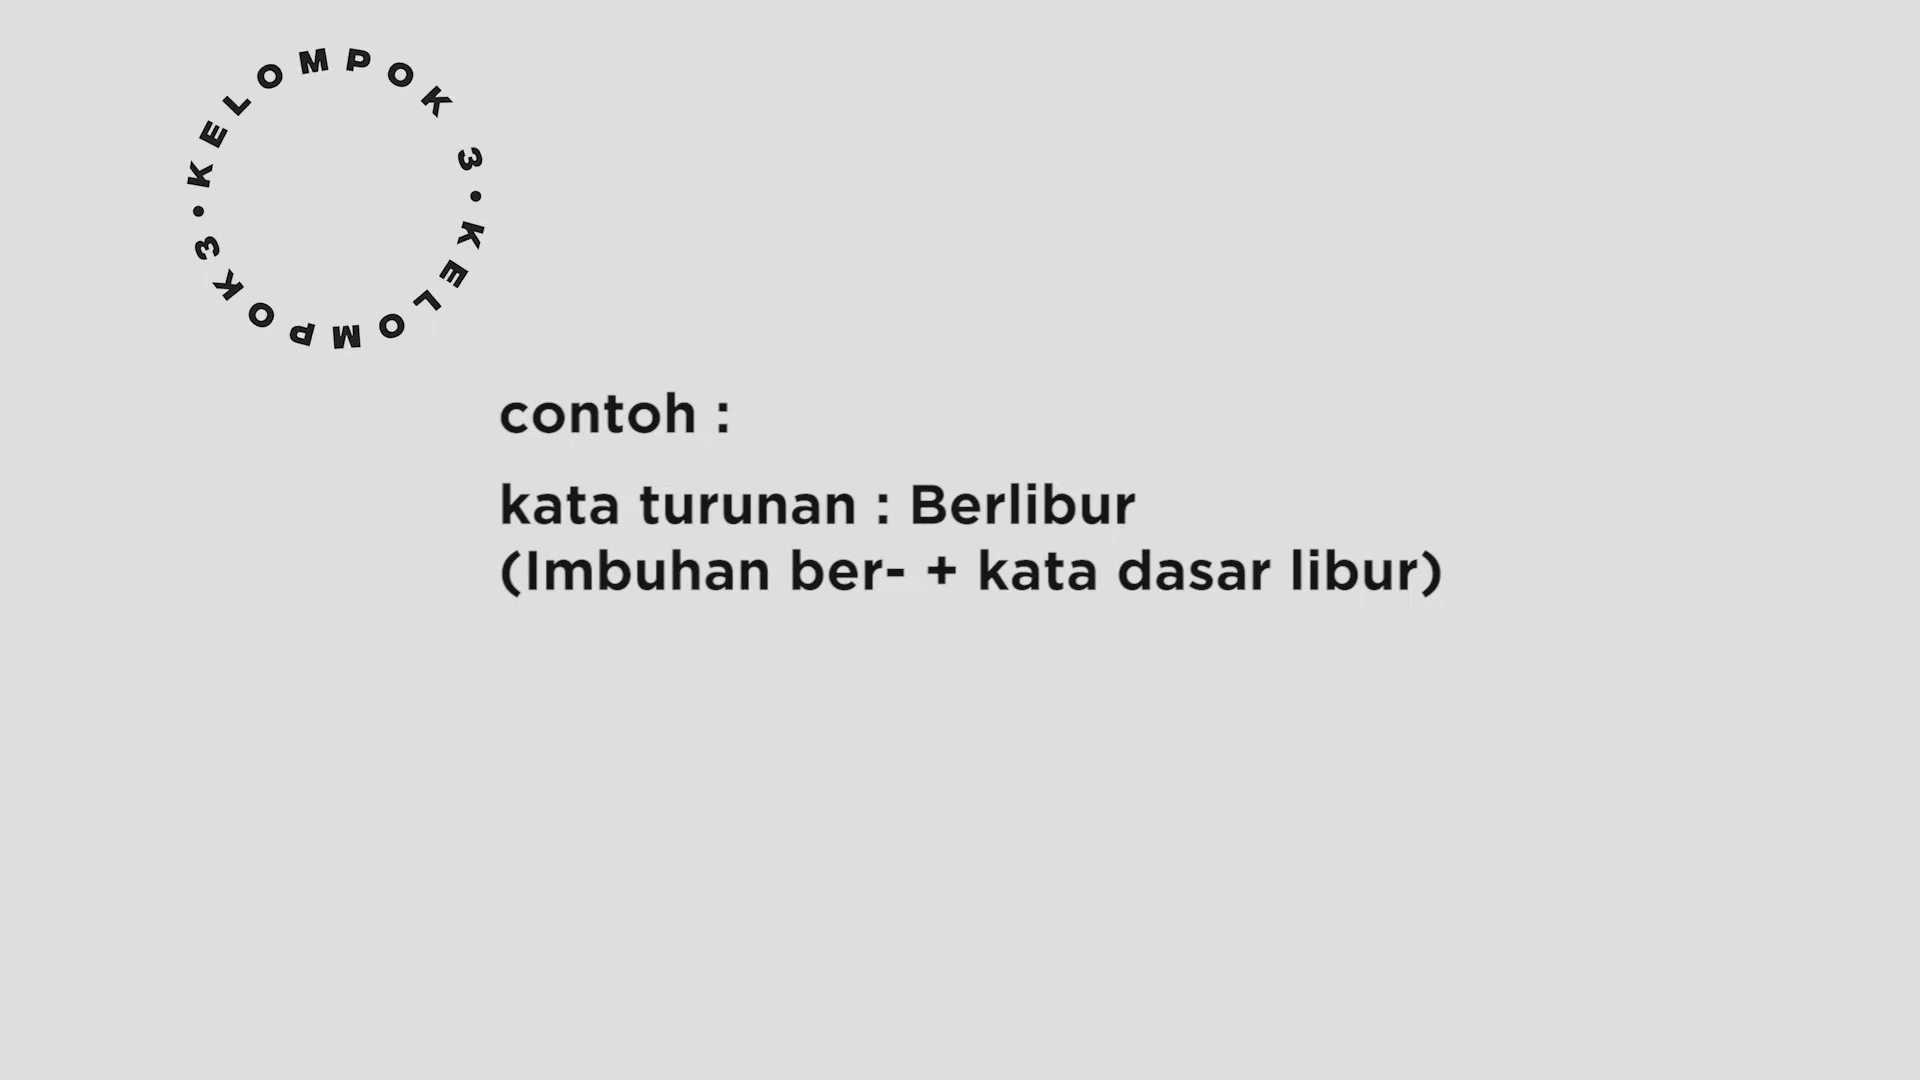 KELOMPOK 3 • KELOMPOK 3 •
contoh :
kata turunan : Berlibur
(Imbuhan ber- + kata dasar libur)